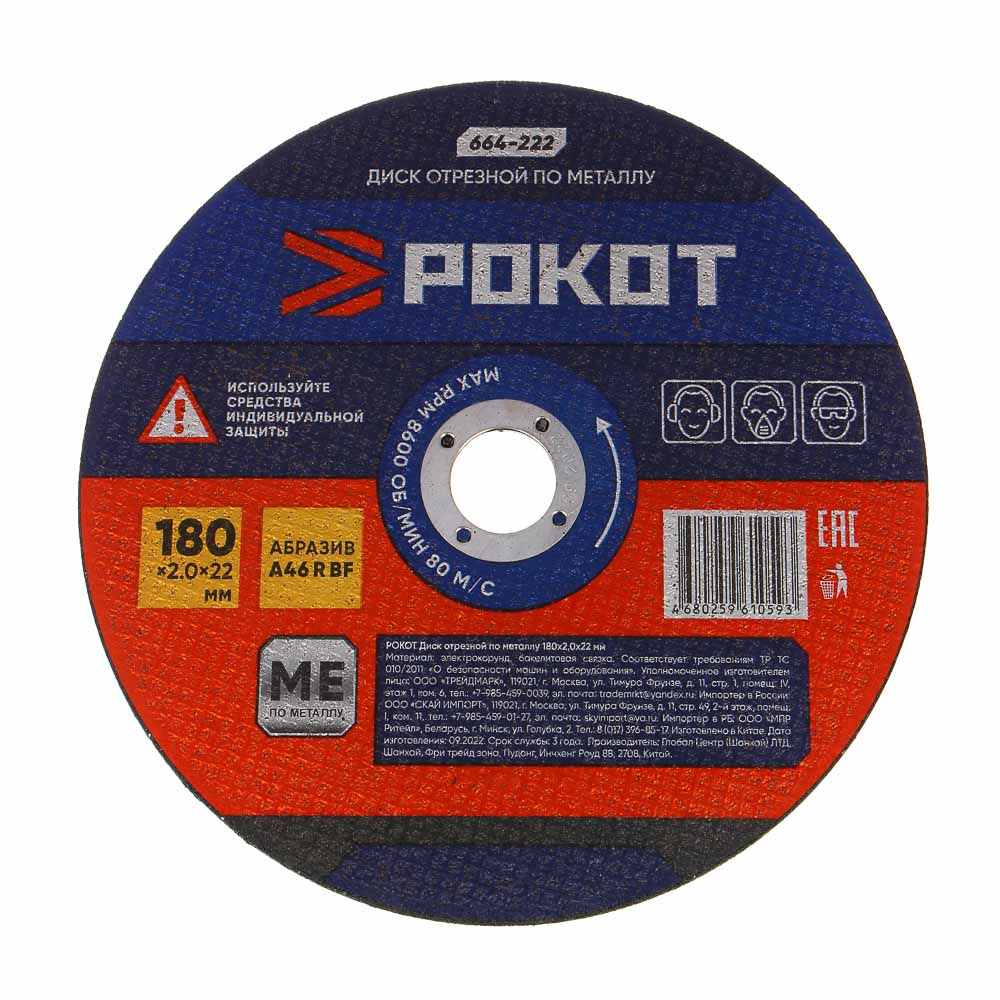 664-222
ДИСК ОТРЕЗНОЙ ПО МЕТАЛЛУ
РОКОТ
ИСПОЛЬЗУЙТЕ
СРЕДСТВА
ИНДИВИДУАЛЬНОЙ
ЗАЩИТЫ!
MAX RPM 8600 ОБ/МИН 80 М/С
180
×2.0×22
ММ
АБРАЗИВ
A46 R BF
4680259 610593
EAC
МЕ
ПО МЕТАЛЛУ
РОКОТ Диск отрезной по металлу 180х2,0х22 мм
Материал: электрокорунд, бакелитовая связка. Соответствует требованиям ТР ТС
010/2011 «О безопасности машин и оборудования». Уполномоченное изготовителем
лицо: ООО «ТРЕЙДМАРК», 119021, г. Москва, ул. Тимура Фрунзе, д. 11, стр. 1, помещ. IV,
этаж 1, ком. 6, тел.: +7-985-459-0039, эл. почта: trademrkt@yandex.ru. Импортер в России:
ООО «СКАЙ ИМПОРТ», 119021, г. Москва, ул. Тимура Фрунзе, д. 11, стр. 49, 2-й этаж, помещ.
I, ком. 11, тел.: +7-985-459-01-27, эл. почта: skyimport@ya.ru. Импортер в РБ: ООО «МПР
Ритейл», Беларусь, г. Минск, ул. Голубка, 2. Тел.: 8 (017) 396-85-17. Изготовлено в Китае. Дата
изготовления: 09.2022. Срок службы: 3 года. Производитель: Глобал Центр (Шанхай) ЛТД,
Шанхай, Фри трейд зона, Пудонг, Инчженг Роуд 88, 2708, Китай.